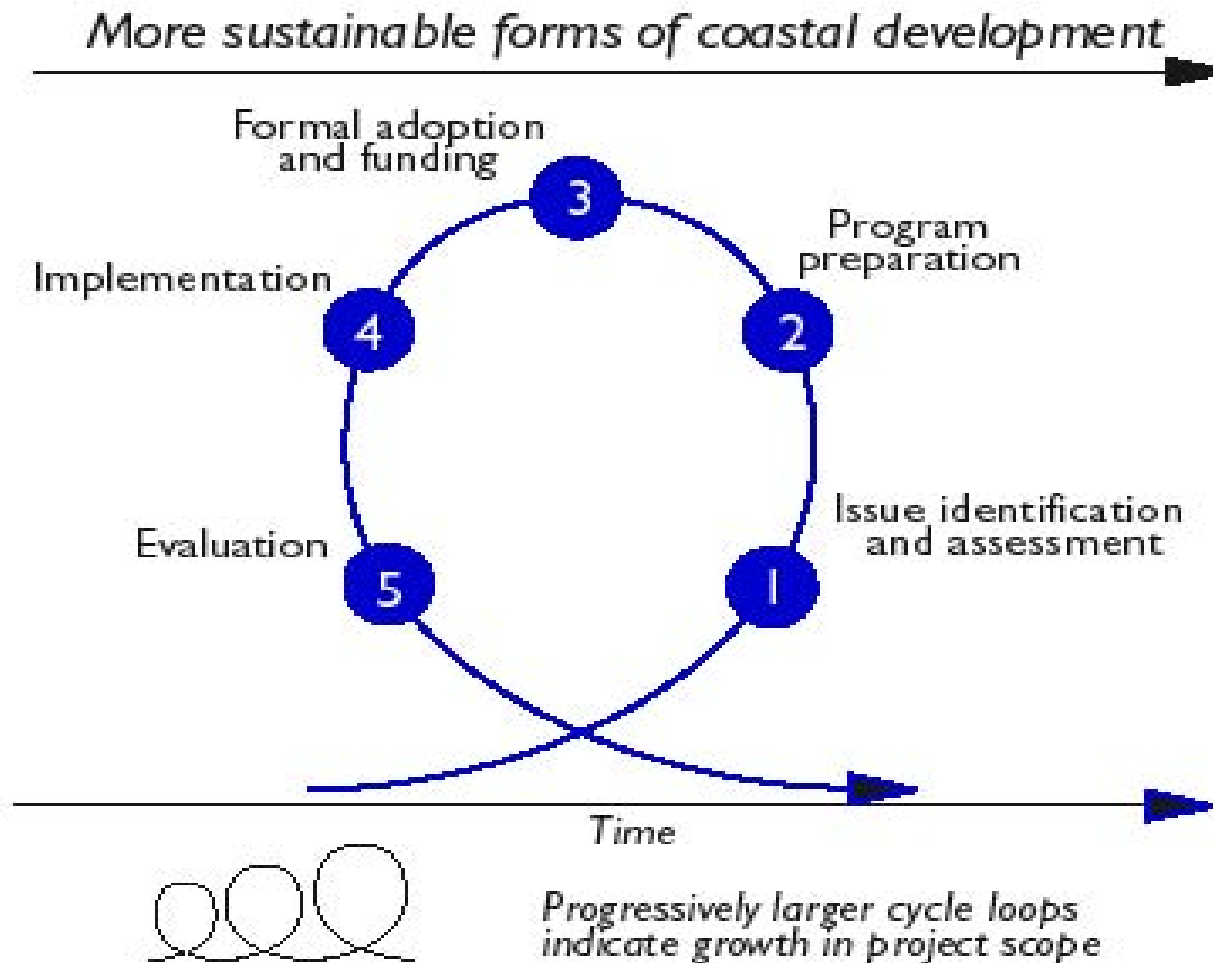 More sustainable forms of coastal development
Formal adoption
and funding
3
Program
preparation
Implementation
4
2
Issue identification
and assessment
Evaluation
5
1
Time
Progressively larger cycle loops
indicate growth in project scope